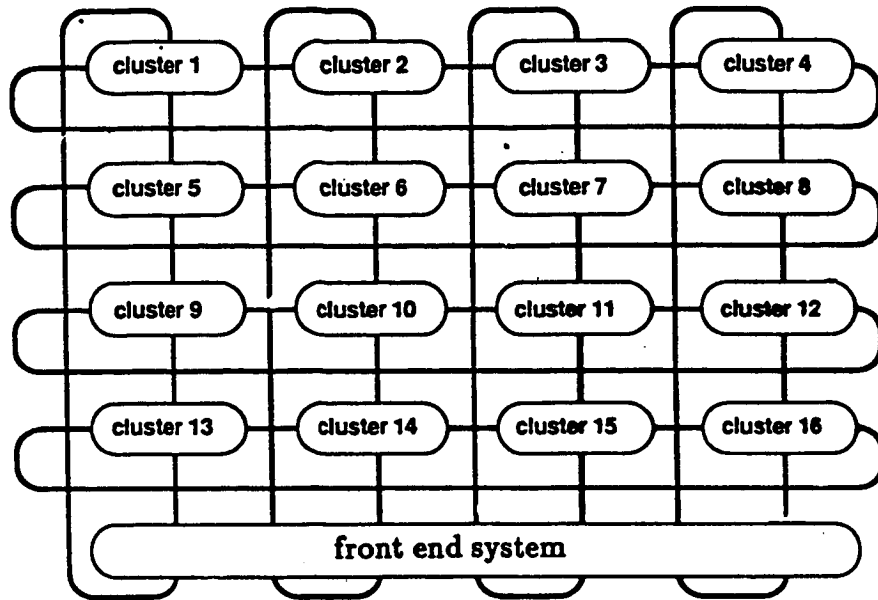 cluster 1 cluster 2 cluster 3 cluster 4
cluster 5 cluster 6 cluster 7 cluster 8
cluster 9 cluster 10 cluster 11 cluster 12
cluster 13 cluster 14 cluster 15 cluster 16
front end system